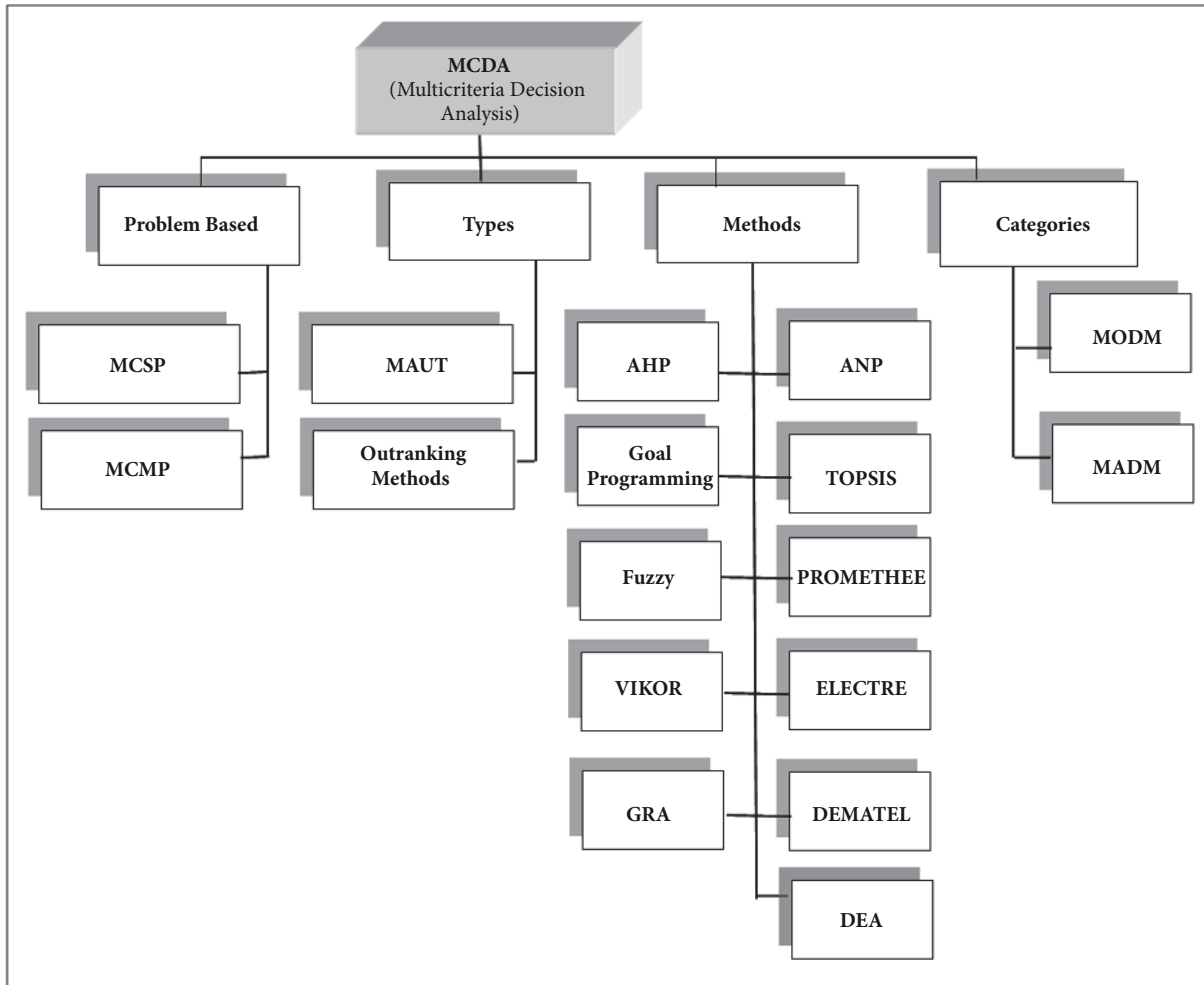 MCDA
(Multicriteria Decision
Analysis)
Problem Based
Types
Methods
Categories
MCSP
MCMP
MAUT
Outranking
Methods
AHP
ANP
Goal
Programming
TOPSIS
Fuzzy
PROMETHEE
VIKOR
ELECTRE
GRA
DEMATEL
DEA
MODM
MADM